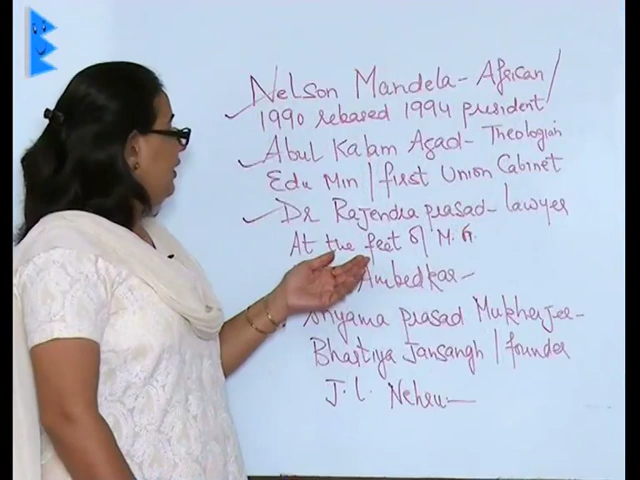 Nelson Mandela - African /
1990 released 1994 president
Abul Kalam Azad - Theologian
Edu Min / first Union Cabinet
Dr Rajendra prasad - lawyer
At the feet of M.G.
Ambedkar -
Shyama prasad Mukherjee -
Bhartiya Jansangh / founder
J.L. Nehru -